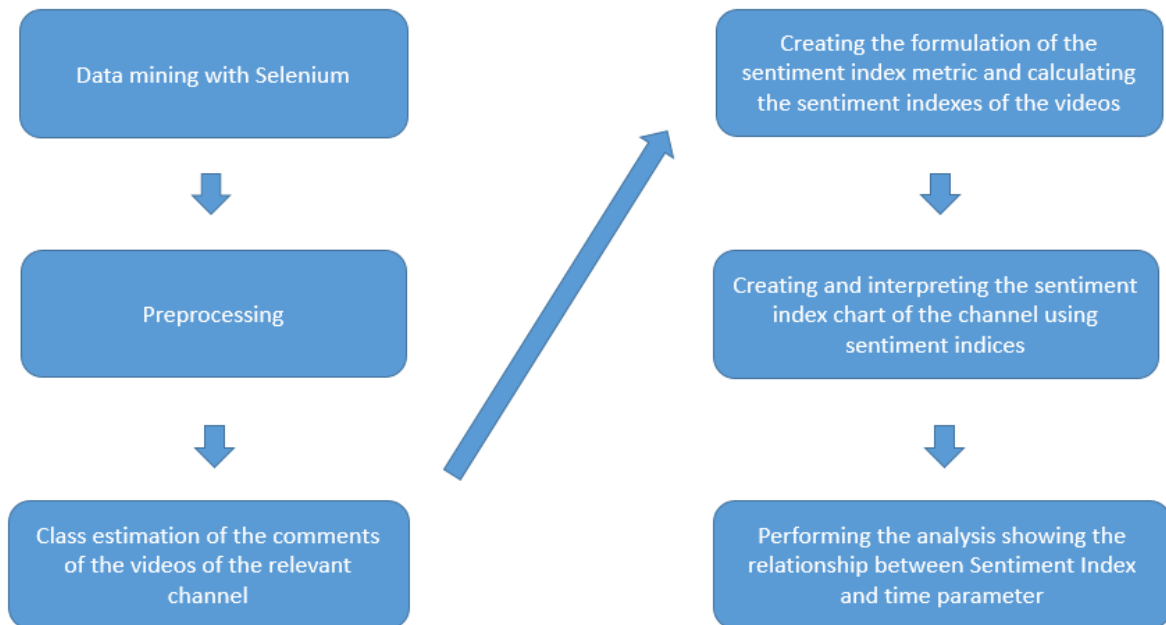 Data mining with Selenium
Preprocessing
Class estimation of the comments
of the videos of the relevant
channel
Creating the formulation of the
sentiment index metric and calculating
the sentiment indexes of the videos
Creating and interpreting the sentiment
index chart of the channel using
sentiment indices
Performing the analysis showing the
relationship between Sentiment Index
and time parameter